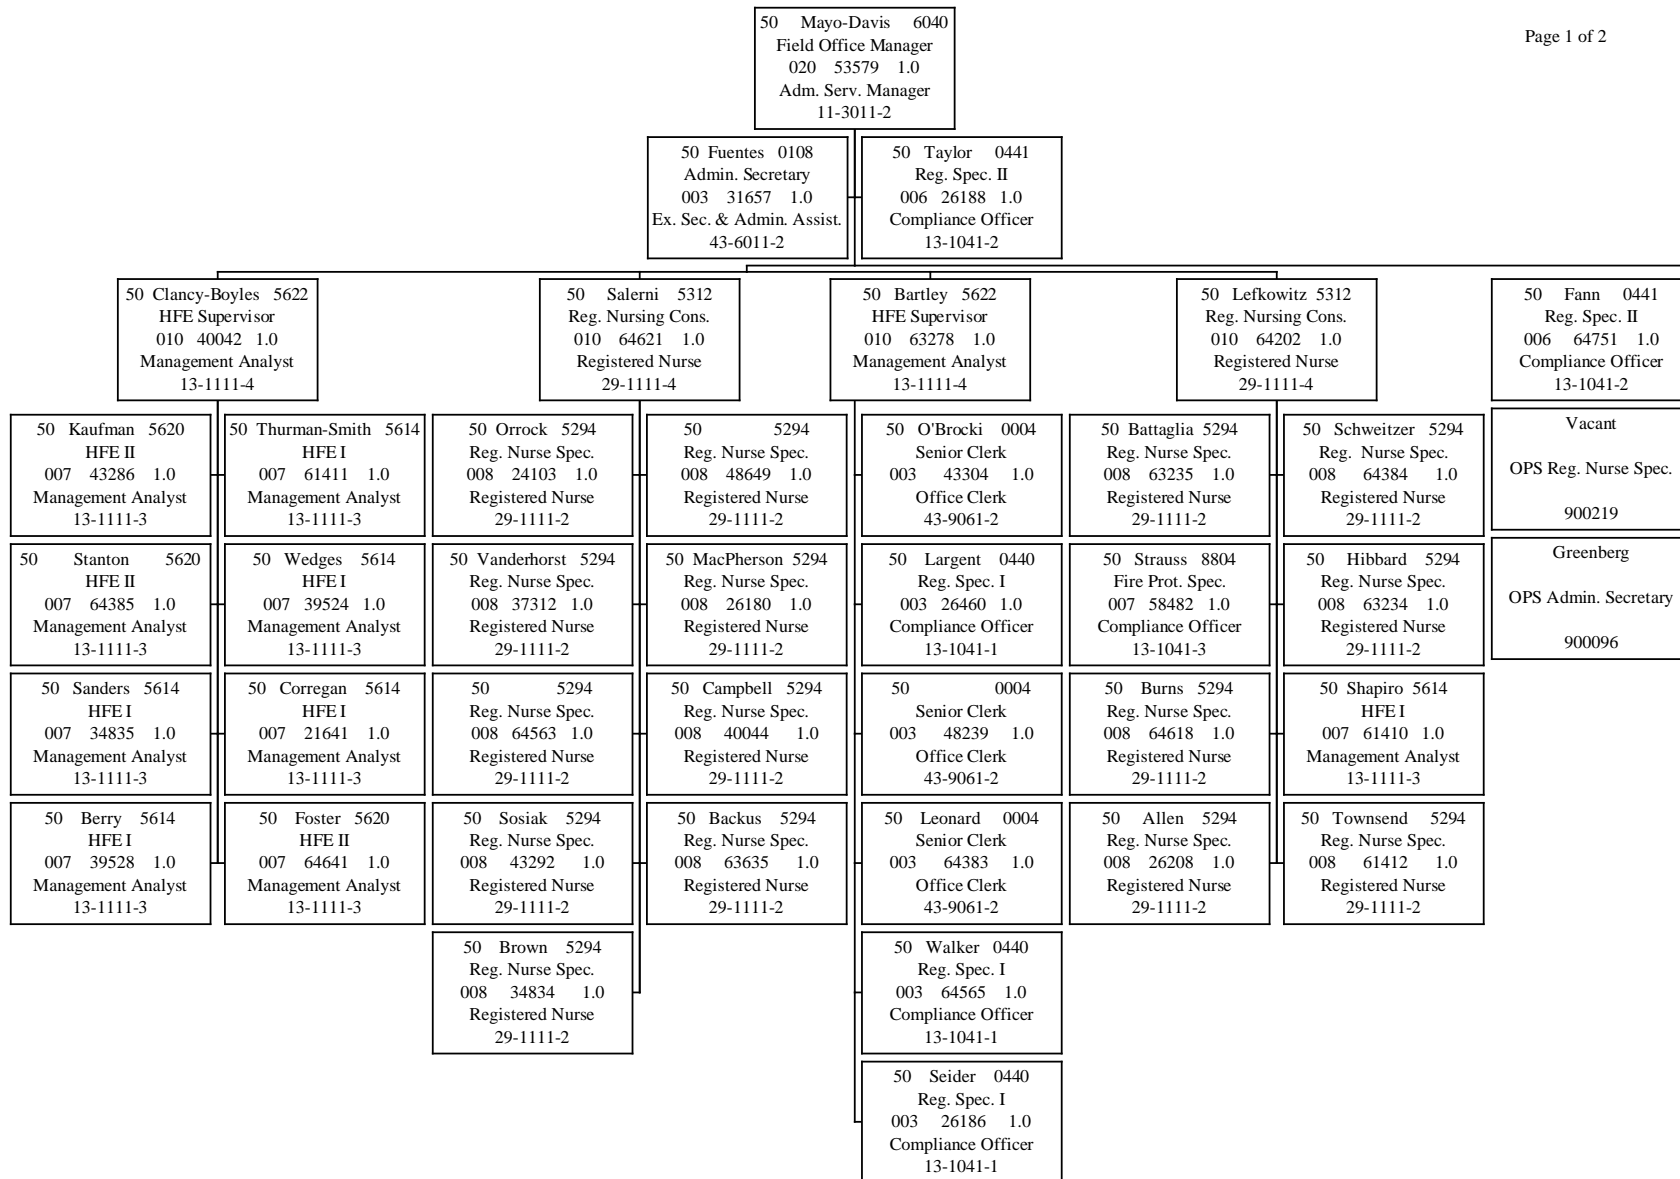 Page 1 of 2
50 Mayo-Davis 6040
Field Office Manager
020 53579 1.0
Adm. Serv. Manager
11-3011-2
50 Fuentes 0108
Admin. Secretary
003 31657 1.0
Ex. Sec. & Admin. Assist.
43-6011-2
50 Taylor 0441
Reg. Spec. II
006 26188 1.0
Compliance Officer
13-1041-2
50 Clancy-Boyles 5622
HFE Supervisor
010 40042 1.0
Management Analyst
13-1111-4
50 Salerni 5312
Reg. Nursing Cons.
010 64621 1.0
Registered Nurse
29-1111-4
50 Bartley 5622
HFE Supervisor
010 63278 1.0
Management Analyst
13-1111-4
50 Lefkowitz 5312
Reg. Nursing Cons.
010 64202 1.0
Registered Nurse
29-1111-4
50 Fann 0441
Reg. Spec. II
006 64751 1.0
Compliance Officer
13-1041-2
50 Kaufman 5620
HFE II
007 43286 1.0
Management Analyst
13-1111-3
50 Thurman-Smith 5614
HFE I
007 61411 1.0
Management Analyst
13-1111-3
50 Orrock 5294
Reg. Nurse Spec.
008 24103 1.0
Registered Nurse
29-1111-2
50 5294
Reg. Nurse Spec.
008 48649 1.0
Registered Nurse
29-1111-2
50 O'Brocki 0004
Senior Clerk
003 43304 1.0
Office Clerk
43-9061-2
50 Battaglia 5294
Reg. Nurse Spec.
008 63235 1.0
Registered Nurse
29-1111-2
50 Schweitzer 5294
Reg. Nurse Spec.
008 64384 1.0
Registered Nurse
29-1111-2
Vacant
OPS Reg. Nurse Spec.
900219
50 Stanton 5620
HFE II
007 64385 1.0
Management Analyst
13-1111-3
50 Wedges 5614
HFE I
007 39524 1.0
Management Analyst
13-1111-3
50 Vanderhorst 5294
Reg. Nurse Spec.
008 37312 1.0
Registered Nurse
29-1111-2
50 MacPherson 5294
Reg. Nurse Spec.
008 26180 1.0
Registered Nurse
29-1111-2
50 Largent 0440
Reg. Spec. I
003 26460 1.0
Compliance Officer
13-1041-1
50 Strauss 8804
Fire Prot. Spec.
007 58482 1.0
Compliance Officer
13-1041-3
50 Hibbard 5294
Reg. Nurse Spec.
008 63234 1.0
Registered Nurse
29-1111-2
Greenberg
OPS Admin. Secretary
900096
50 Sanders 5614
HFE I
007 34835 1.0
Management Analyst
13-1111-3
50 Corregan 5614
HFE I
007 21641 1.0
Management Analyst
13-1111-3
50 5294
Reg. Nurse Spec.
008 64563 1.0
Registered Nurse
29-1111-2
50 Campbell 5294
Reg. Nurse Spec.
008 40044 1.0
Registered Nurse
29-1111-2
50 0004
Senior Clerk
003 48239 1.0
Office Clerk
43-9061-2
50 Burns 5294
Reg. Nurse Spec.
008 64618 1.0
Registered Nurse
29-1111-2
50 Shapiro 5614
HFE I
007 61410 1.0
Management Analyst
13-1111-3
50 Berry 5614
HFE I
007 39528 1.0
Management Analyst
13-1111-3
50 Foster 5620
HFE II
007 64641 1.0
Management Analyst
13-1111-3
50 Sosiak 5294
Reg. Nurse Spec.
008 43292 1.0
Registered Nurse
29-1111-2
50 Backus 5294
Reg. Nurse Spec.
008 63635 1.0
Registered Nurse
29-1111-2
50 Leonard 0004
Senior Clerk
003 64383 1.0
Office Clerk
43-9061-2
50 Allen 5294
Reg. Nurse Spec.
008 26208 1.0
Registered Nurse
29-1111-2
50 Townsend 5294
Reg. Nurse Spec.
008 61412 1.0
Registered Nurse
29-1111-2
50 Brown 5294
Reg. Nurse Spec.
008 34834 1.0
Registered Nurse
29-1111-2
50 Walker 0440
Reg. Spec. I
003 64565 1.0
Compliance Officer
13-1041-1
50 Seider 0440
Reg. Spec. I
003 26186 1.0
Compliance Officer
13-1041-1